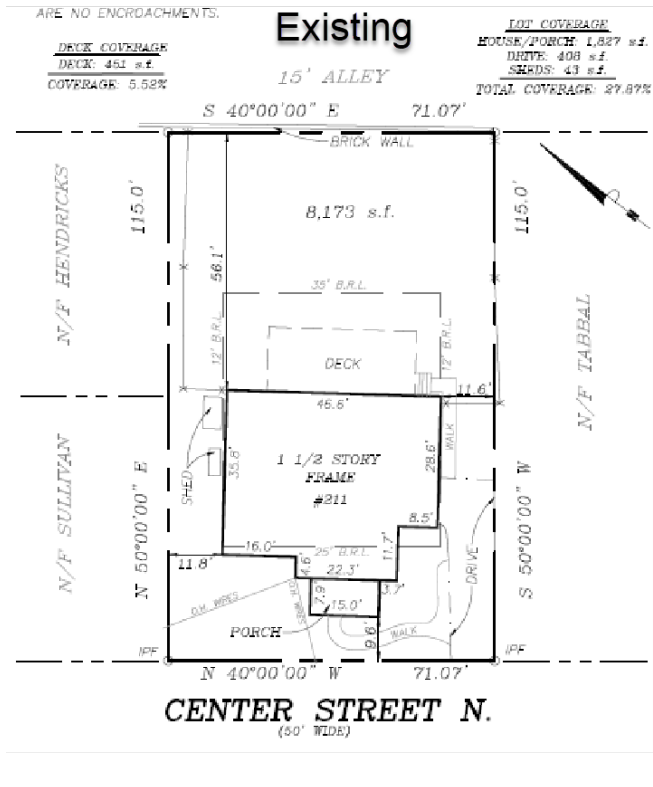 ARE NO ENCROACHMENTS.
Existing
DECK COVERAGE
DECK: 451 s.f.
COVERAGE: 5.52%
LOT COVERAGE
HOUSE/PORCH: 1,827 s.f.
DRIVE: 408 s.f.
SHEDS: 43 s.f.
TOTAL COVERAGE: 27.87%
15' ALLEY
S 40°00'00" E 71.07'
BRICK WALL
N/F HENDRICKS
115.0'
115.0'
8,173 s.f.
56.1'
35' B.R.L.
12' B.R.L.
12' B.R.L.
DECK
N/F TABBAL
11.6'
45.6'
WALK
N/F SULLIVAN
N 50°00'00" E
SHED
35.8'
28.6'
1 1/2 STORY
FRAME
#211
S 50°00'00" W
8.5'
16.0'
25' B.R.L.
11.7'
11.8'
4.6'
22.3'
DRIVE
O.H. WIRES
O.H. WIRES
7.9'
15.0'
3.7'
PORCH
9.6'
WALK
IPF
IPF
N 40°00'00" W 71.07'
CENTER STREET N.
(50' WIDE)